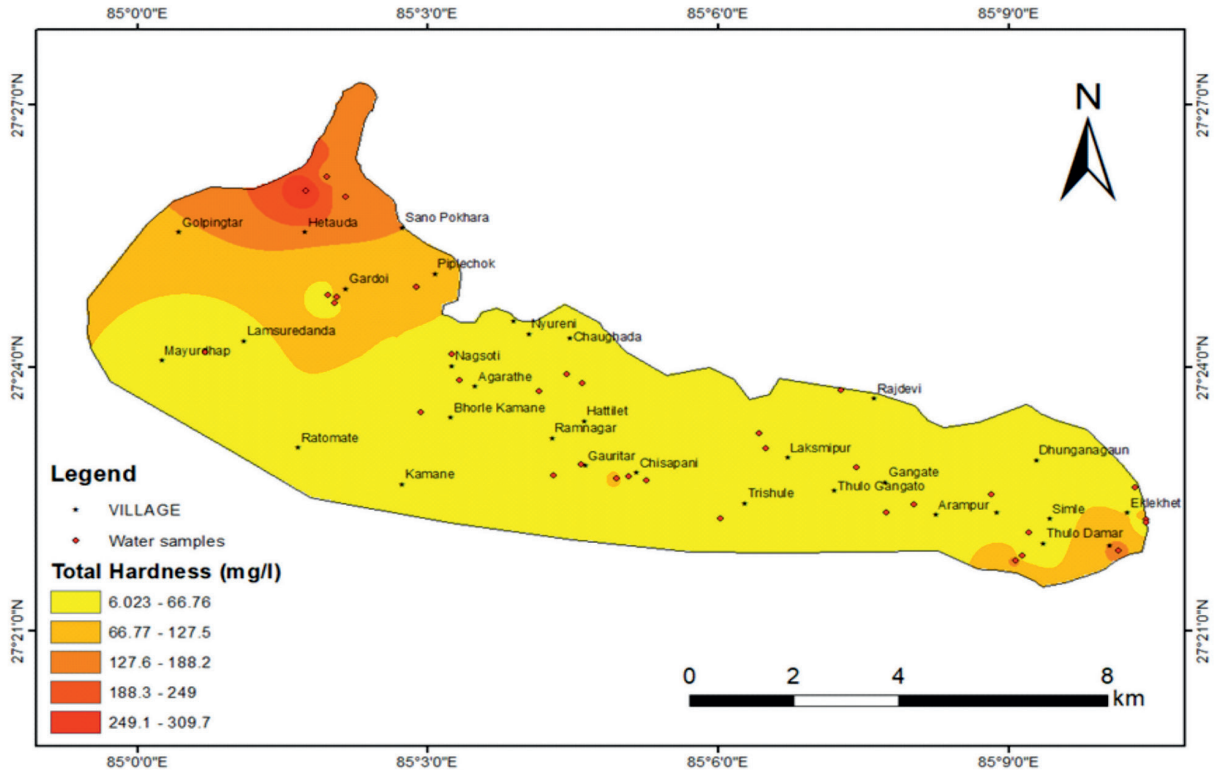 85°0'0"E 85°3'0"E 85°6'0"E 85°9'0"E
27°27'0"N 27°27'0"N
N
Golpingtar Hetauda Sano Pokhara
Gardoi Piplechok
Lamsuredanda Nyureni Chaughada
27°24'0"N 27°24'0"N
Mayurdhap Nagsoti
Agarathe Rajdevi
Bhorle Kamane Hattilet
Ratomate Ramnagar Laksmipur Dhunganagaun
Kamane Gauritar Chisapani Gangate
Trishule Thulo Gangato
Arampur Simle Eklekhet
Thulo Damar
Legend
VILLAGE
Water samples
Total Hardness (mg/l)
6.023 - 66.76
66.77 - 127.5
127.6 - 188.2
188.3 - 249
249.1 - 309.7
27°21'0"N 27°21'0"N
0 2 4 8
km
85°0'0"E 85°3'0"E 85°6'0"E 85°9'0"E